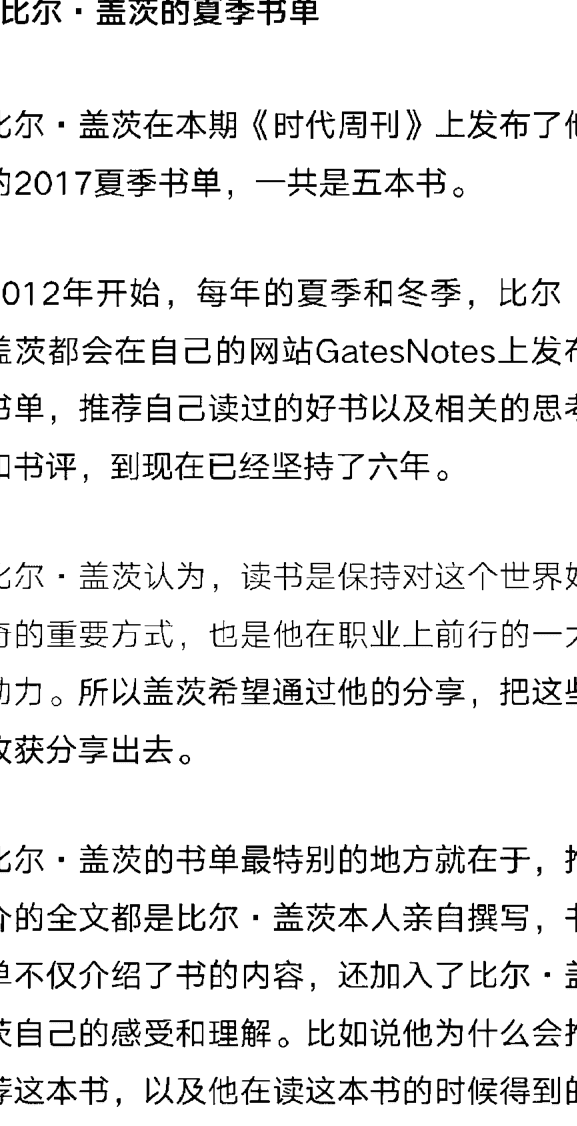 比尔·盖茨的夏季书单
比尔·盖茨在本期《时代周刊》上发布了他
的2017夏季书单，一共是五本书。
2012年开始，每年的夏季和冬季，比尔·
盖茨都会在自己的网站GatesNotes上发布
书单，推荐自己读过的好书以及相关的思考
和书评，到现在已经坚持了六年。
比尔·盖茨认为，读书是保持对这个世界好
奇的重要方式，也是他在职业上前行的一大
动力。所以盖茨希望通过他的分享，把这些
收获分享出去。
比尔·盖茨的书单最特别的地方就在于，推
介的全文都是比尔·盖茨本人亲自撰写，书
单不仅介绍了书的内容，还加入了比尔·盖
茨自己的感受和理解。比如说他为什么会推
荐这本书，以及他在读这本书的时候得到的